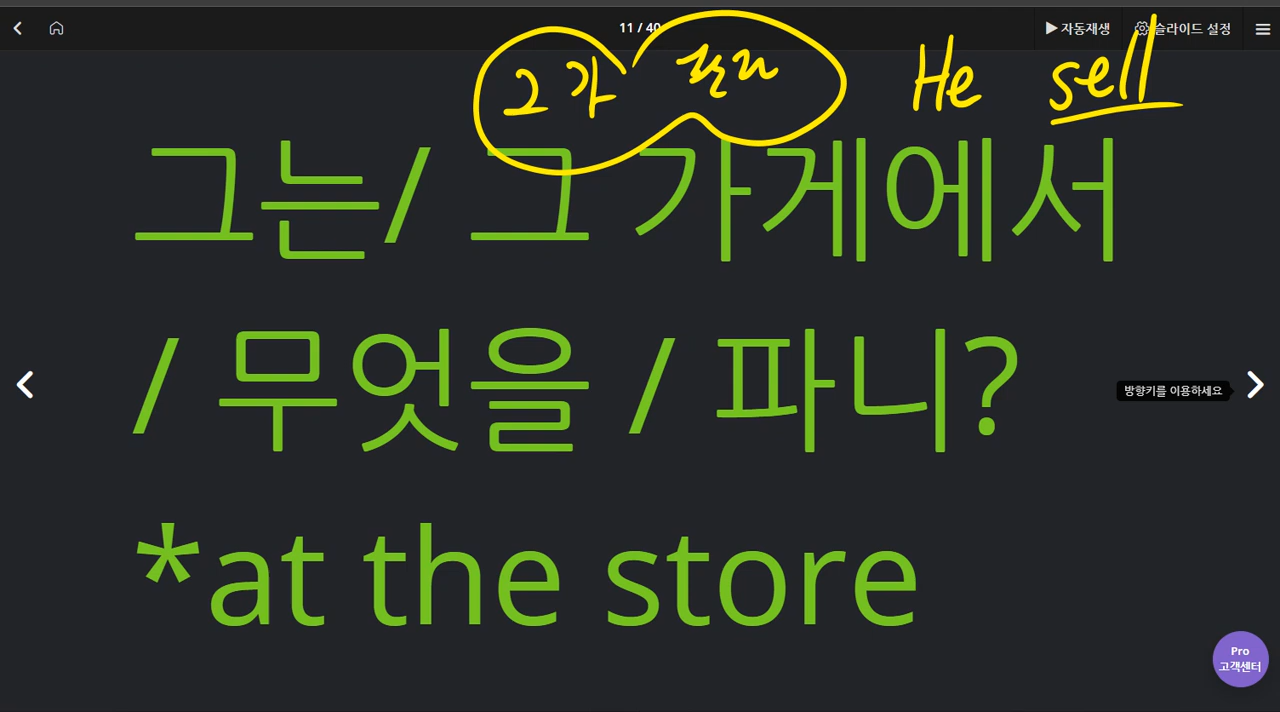 11 / 40
자동재생
슬라이드 설정
그가 판다
He sell
그는/ 그 가게에서
/ 무엇을 / 파니?
방향키를 이용하세요
*at the store
Pro
고객센터